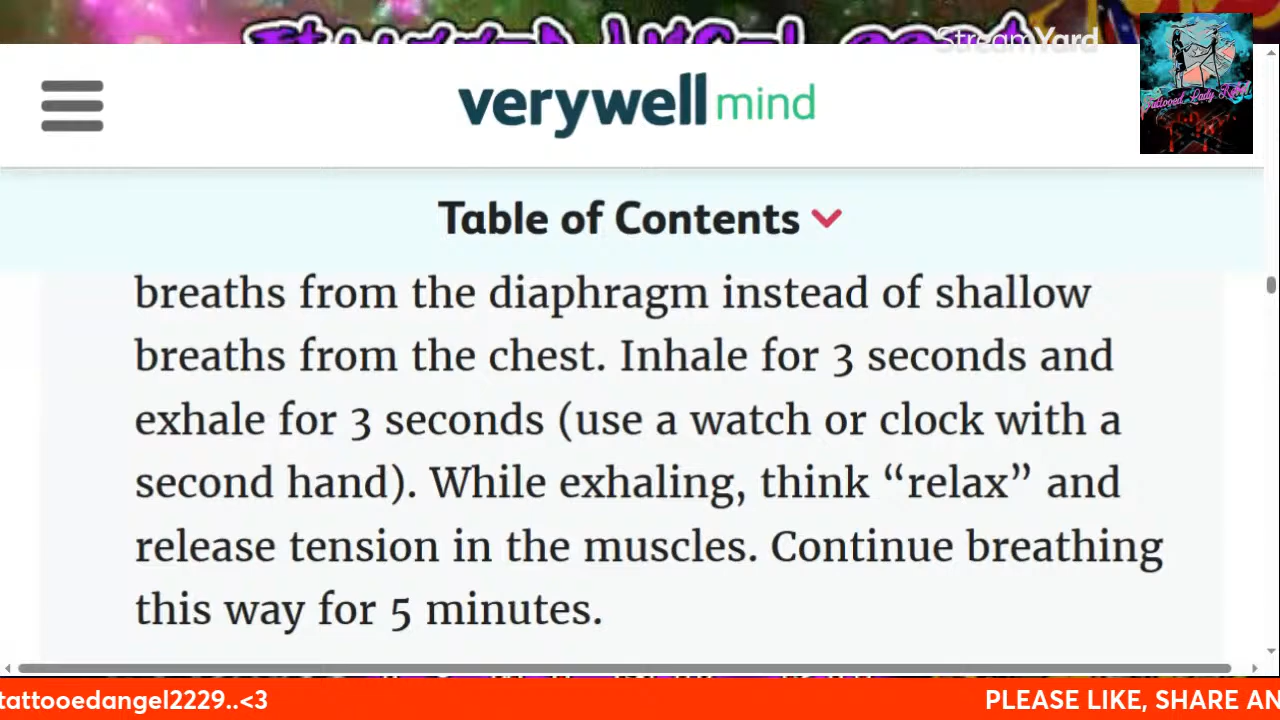 StreamYard
verywell mind
Table of Contents
breaths from the diaphragm instead of shallow
breaths from the chest. Inhale for 3 seconds and
exhale for 3 seconds (use a watch or clock with a
second hand). While exhaling, think “relax” and
release tension in the muscles. Continue breathing
this way for 5 minutes.
tattooedangel2229..<3
PLEASE LIKE, SHARE AN